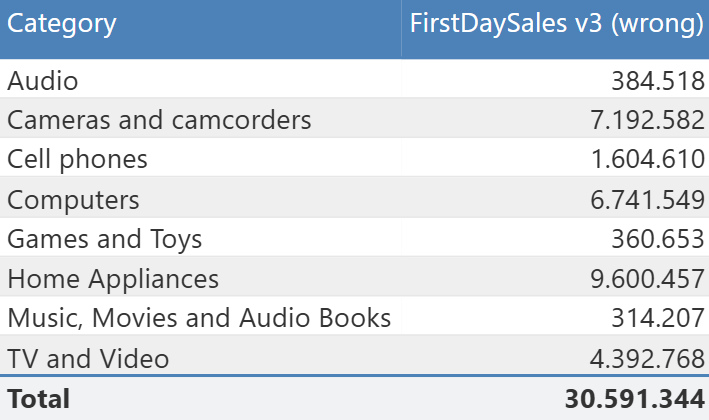 Category FirstDaySales v3 (wrong)
Audio 384.518
Cameras and camcorders 7.192.582
Cell phones 1.604.610
Computers 6.741.549
Games and Toys 360.653
Home Appliances 9.600.457
Music, Movies and Audio Books 314.207
TV and Video 4.392.768
Total 30.591.344